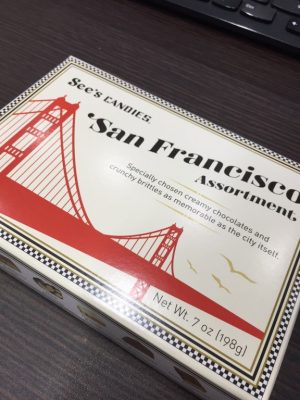 See's CANDIES®
San Francisco
Assortment
Specially chosen creamy chocolates and
crunchy brittles as memorable as the city itself.
Net Wt. 7 oz (198g)